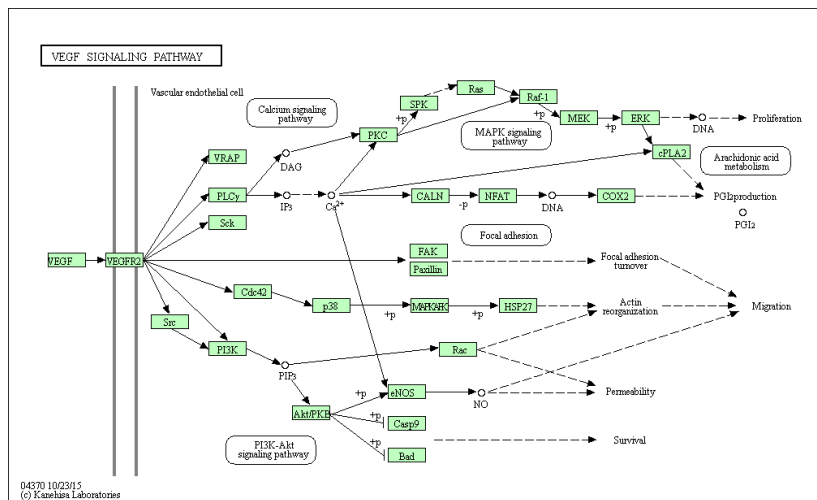 VEGF SIGNALING PATHWAY
Vascular endothelial cell
Calcium signaling
pathway
SPK
Ras
Raf-1
+p
+p
MEK
+p
ERK
DNA
Proliferation
PKC
MAPK signaling
pathway
cPLA2
Arachidonic acid
metabolism
VRAP
DAG
PLCγ
IP3
Ca2+
CALN
-p
NFAT
DNA
COX2
PGI2production
PGI2
Sck
Focal adhesion
VEGF
VEGFR2
FAK
Paxillin
Focal adhesion
turnover
Cdc42
p38
+p
MAPKAPK
+p
HSP27
Actin
reorganization
Migration
Src
PI3K
PIP3
Rac
+p
eNOS
NO
Permeability
Akt/PKB
+p
Casp9
+p
Bad
Survival
PI3K-Akt
signaling pathway
04370 10/23/15
(c) Kanehisa Laboratories